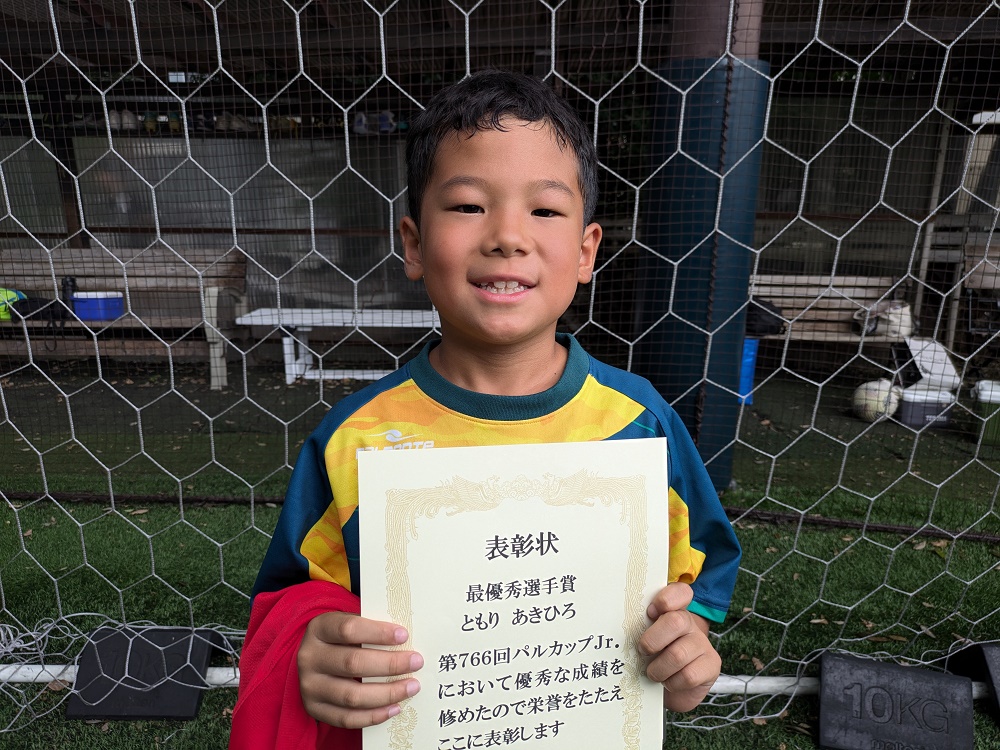 表彰状
最優秀選手賞
ともり あきひろ
第766回パルカップJr.
において優秀な成績を
修めたので栄誉をたたえ
ここに表彰します
10KG